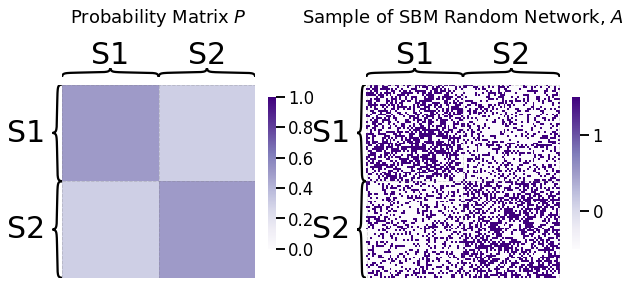 Probability Matrix P
S1 S2
S1
S2
1.0
0.8
0.6
0.4
0.2
0.0
Sample of SBM Random Network, A
S1 S2
S1
S2
1
0